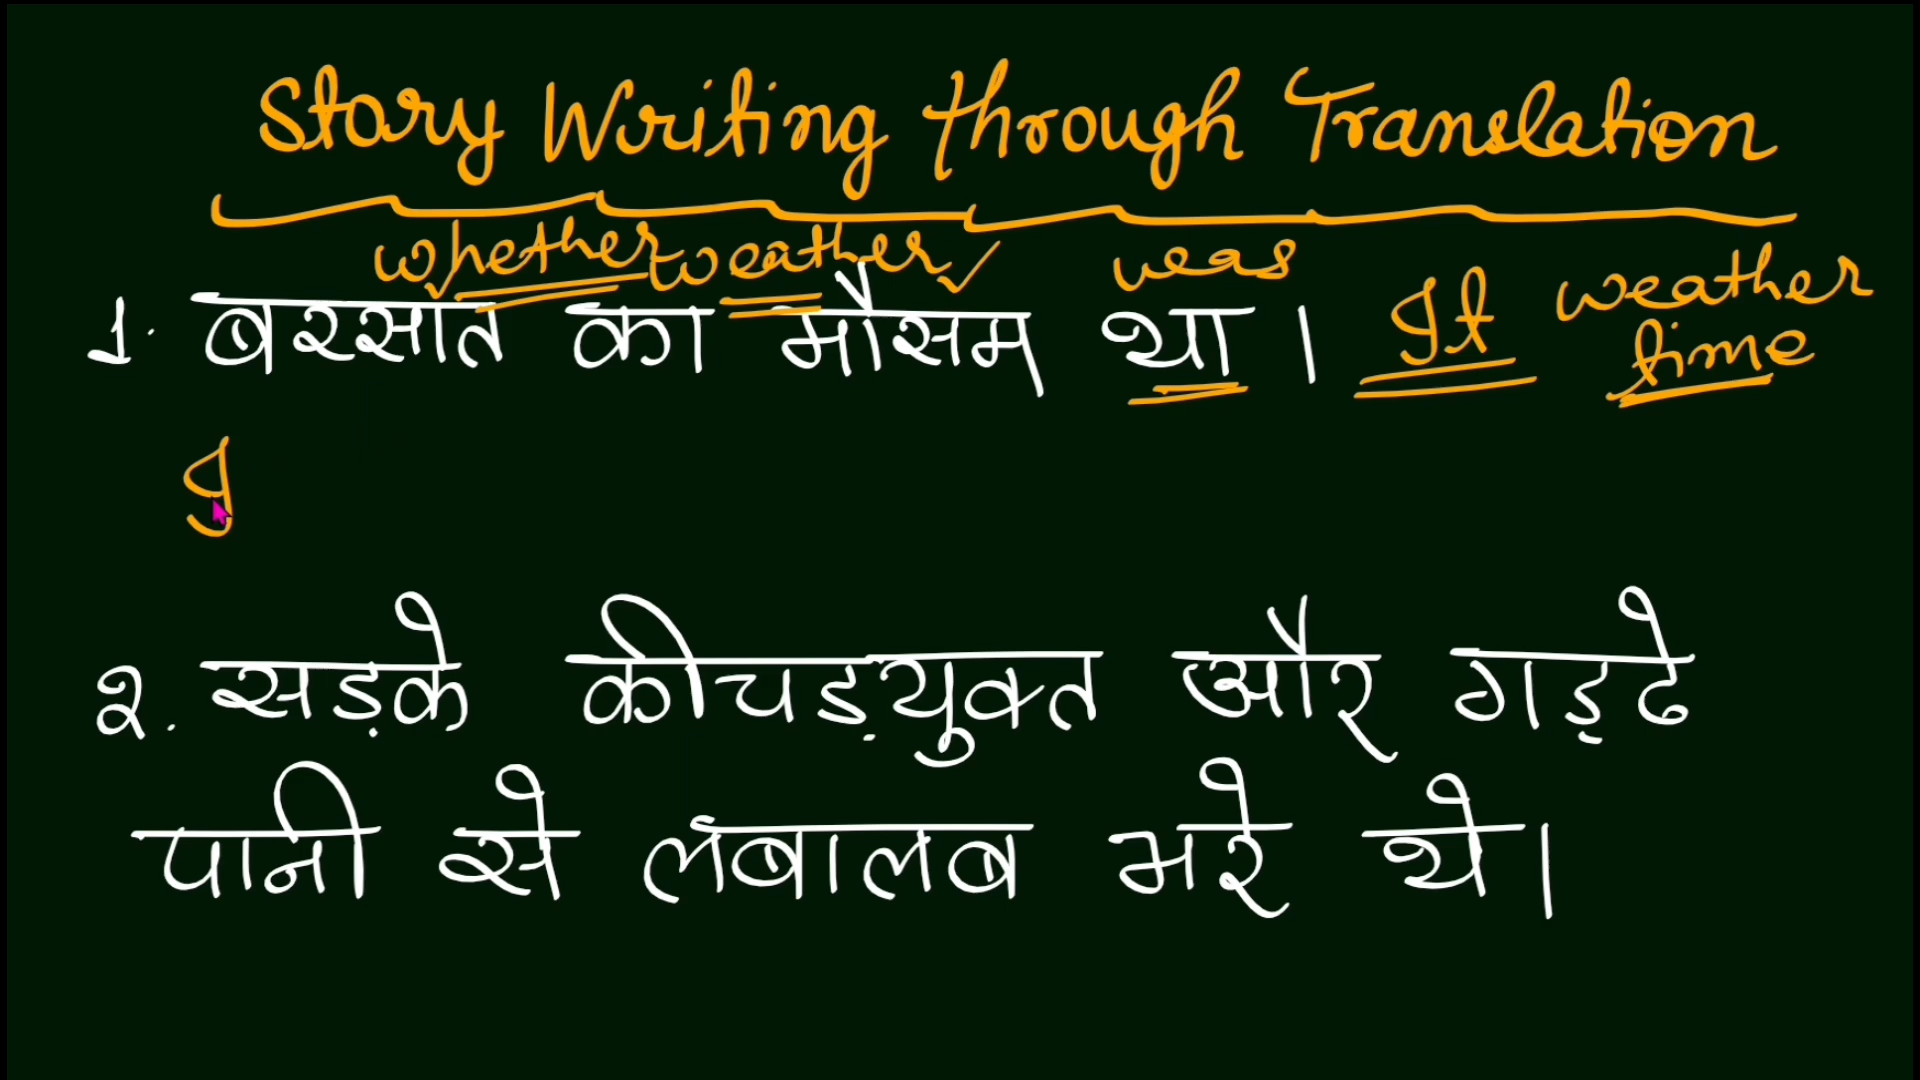 Story Writing through Translation
whether weather ✓ was
1. बरसात का मौसम था । It weather
time
I
२. सड़के कीचड़युक्त और गड्ढे
पानी से लबालब भरे थे।